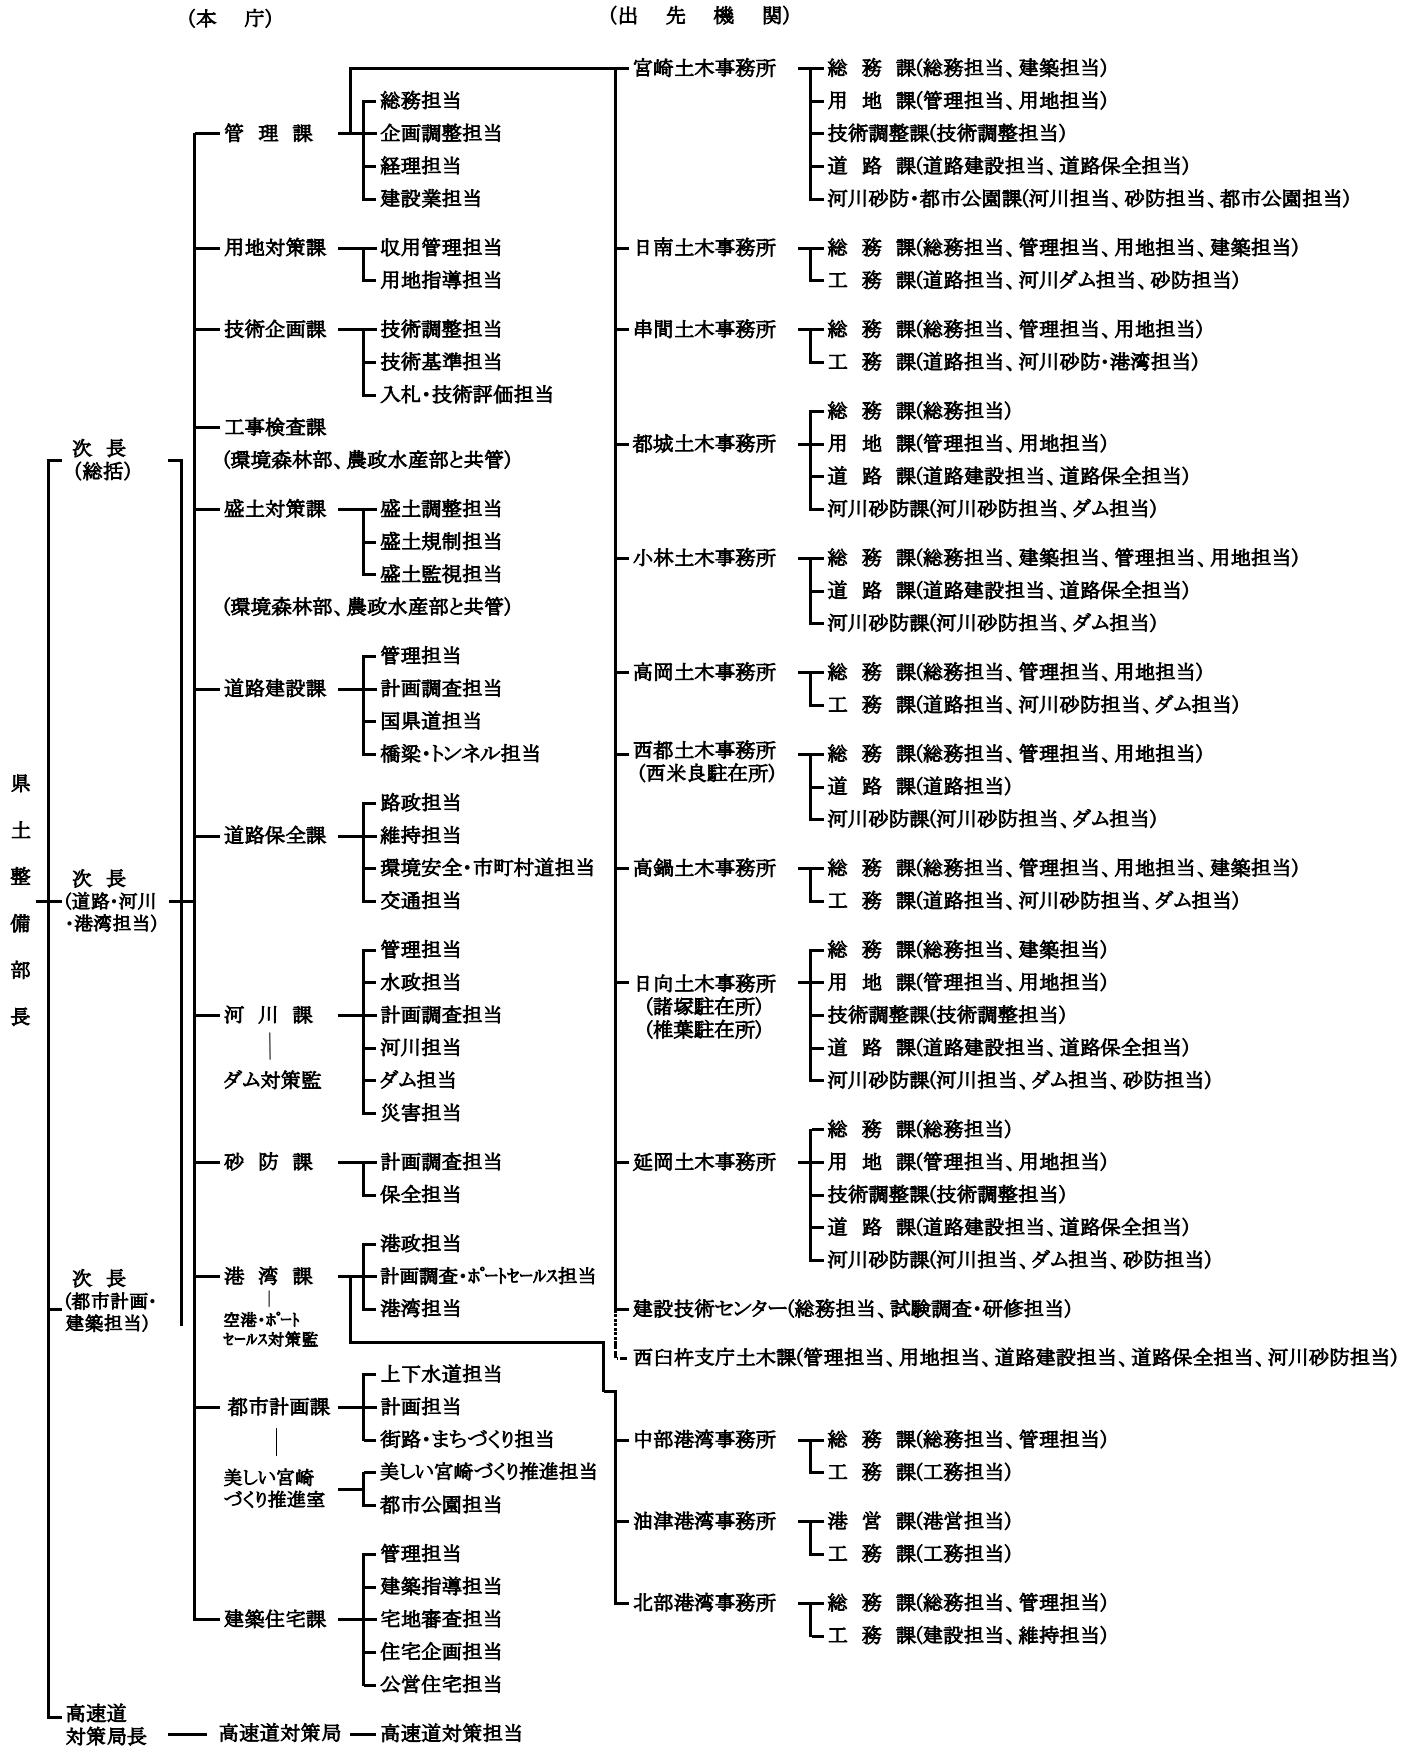 (本 庁)
(出 先 機 関)
県土整備部長
次 長
(総括)
次 長
(道路・河川
・港湾担当)
次 長
(都市計画・
建築担当)
高速道
対策局長
管 理 課
総務担当
企画調整担当
経理担当
建設業担当
用地対策課
収用管理担当
用地指導担当
技術企画課
技術調整担当
技術基準担当
入札・技術評価担当
工事検査課
(環境森林部、農政水産部と共管)
盛土対策課
盛土調整担当
盛土規制担当
盛土監視担当
(環境森林部、農政水産部と共管)
道路建設課
管理担当
計画調査担当
国県道担当
橋梁・トンネル担当
道路保全課
路政担当
維持担当
環境安全・市町村道担当
交通担当
河 川 課
ダム対策監
管理担当
水政担当
計画調査担当
河川担当
ダム担当
災害担当
砂 防 課
計画調査担当
保全担当
港 湾 課
空港・ポート
セールス対策監
港政担当
計画調査・ポートセールス担当
港湾担当
都市計画課
上下水道担当
計画担当
街路・まちづくり担当
美しい宮崎
づくり推進室
美しい宮崎づくり推進担当
都市公園担当
建築住宅課
管理担当
建築指導担当
宅地審査担当
住宅企画担当
公営住宅担当
高速道対策局
高速道対策担当
宮崎土木事務所
総 務 課(総務担当、建築担当)
用 地 課(管理担当、用地担当)
技術調整課(技術調整担当)
道 路 課(道路建設担当、道路保全担当)
河川砂防・都市公園課(河川担当、砂防担当、都市公園担当)
日南土木事務所
総 務 課(総務担当、管理担当、用地担当、建築担当)
工 務 課(道路担当、河川ダム担当、砂防担当)
串間土木事務所
総 務 課(総務担当、管理担当、用地担当)
工 務 課(道路担当、河川砂防・港湾担当)
都城土木事務所
総 務 課(総務担当)
用 地 課(管理担当、用地担当)
道 路 課(道路建設担当、道路保全担当)
河川砂防課(河川砂防担当、ダム担当)
小林土木事務所
総 務 課(総務担当、建築担当、管理担当、用地担当)
道 路 課(道路建設担当、道路保全担当)
河川砂防課(河川砂防担当、ダム担当)
高岡土木事務所
総 務 課(総務担当、管理担当、用地担当)
工 務 課(道路担当、河川砂防担当、ダム担当)
西都土木事務所
(西米良駐在所)
総 務 課(総務担当、管理担当、用地担当)
道 路 課(道路担当)
河川砂防課(河川砂防担当、ダム担当)
高鍋土木事務所
総 務 課(総務担当、管理担当、用地担当、建築担当)
工 務 課(道路担当、河川砂防担当、ダム担当)
日向土木事務所
(諸塚駐在所)
(椎葉駐在所)
総 務 課(総務担当、建築担当)
用 地 課(管理担当、用地担当)
技術調整課(技術調整担当)
道 路 課(道路建設担当、道路保全担当)
河川砂防課(河川担当、ダム担当、砂防担当)
延岡土木事務所
総 務 課(総務担当)
用 地 課(管理担当、用地担当)
技術調整課(技術調整担当)
道 路 課(道路建設担当、道路保全担当)
河川砂防課(河川担当、ダム担当、砂防担当)
建設技術センター(総務担当、試験調査・研修担当)
西臼杵支庁土木課(管理担当、用地担当、道路建設担当、道路保全担当、河川砂防担当)
中部港湾事務所
総 務 課(総務担当、管理担当)
工 務 課(工務担当)
油津港湾事務所
港 営 課(港営担当)
工 務 課(工務担当)
北部港湾事務所
総 務 課(総務担当、管理担当)
工 務 課(建設担当、維持担当)